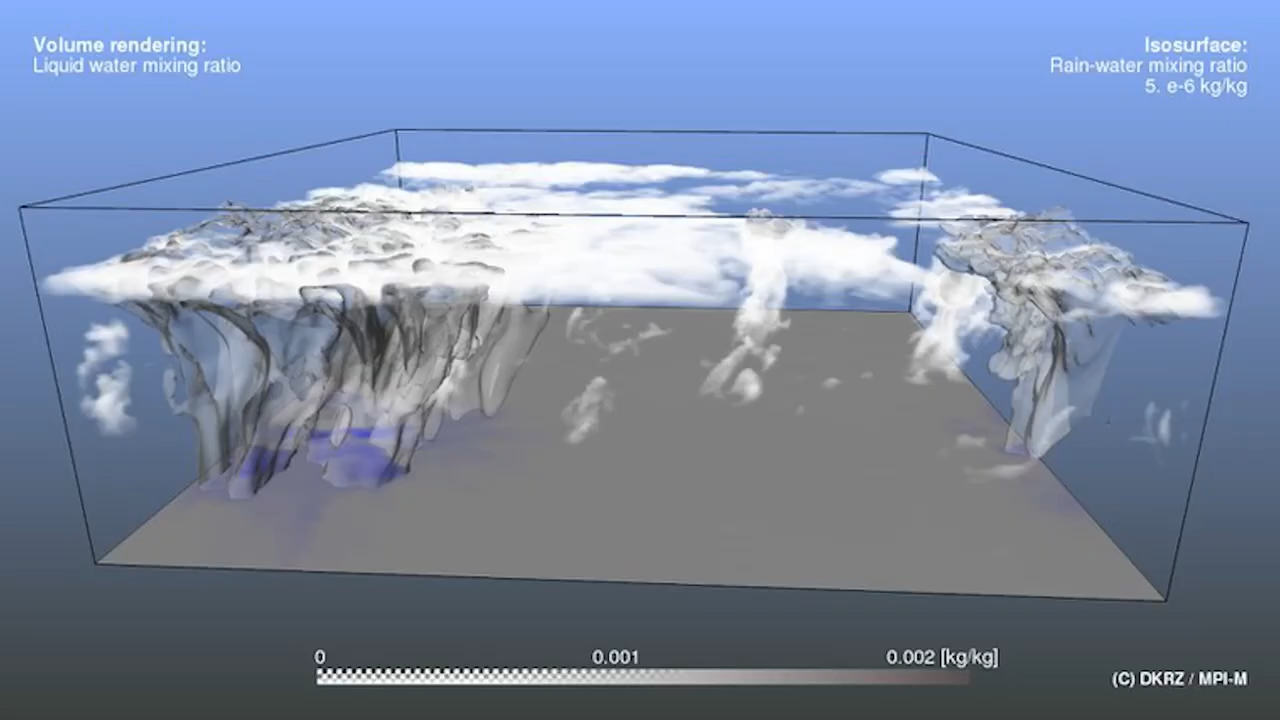 Volume rendering:
Liquid water mixing ratio
Isosurface:
Rain-water mixing ratio
5. e-6 kg/kg
0 0.001 0.002 [kg/kg]
(C) DKRZ / MPI-M